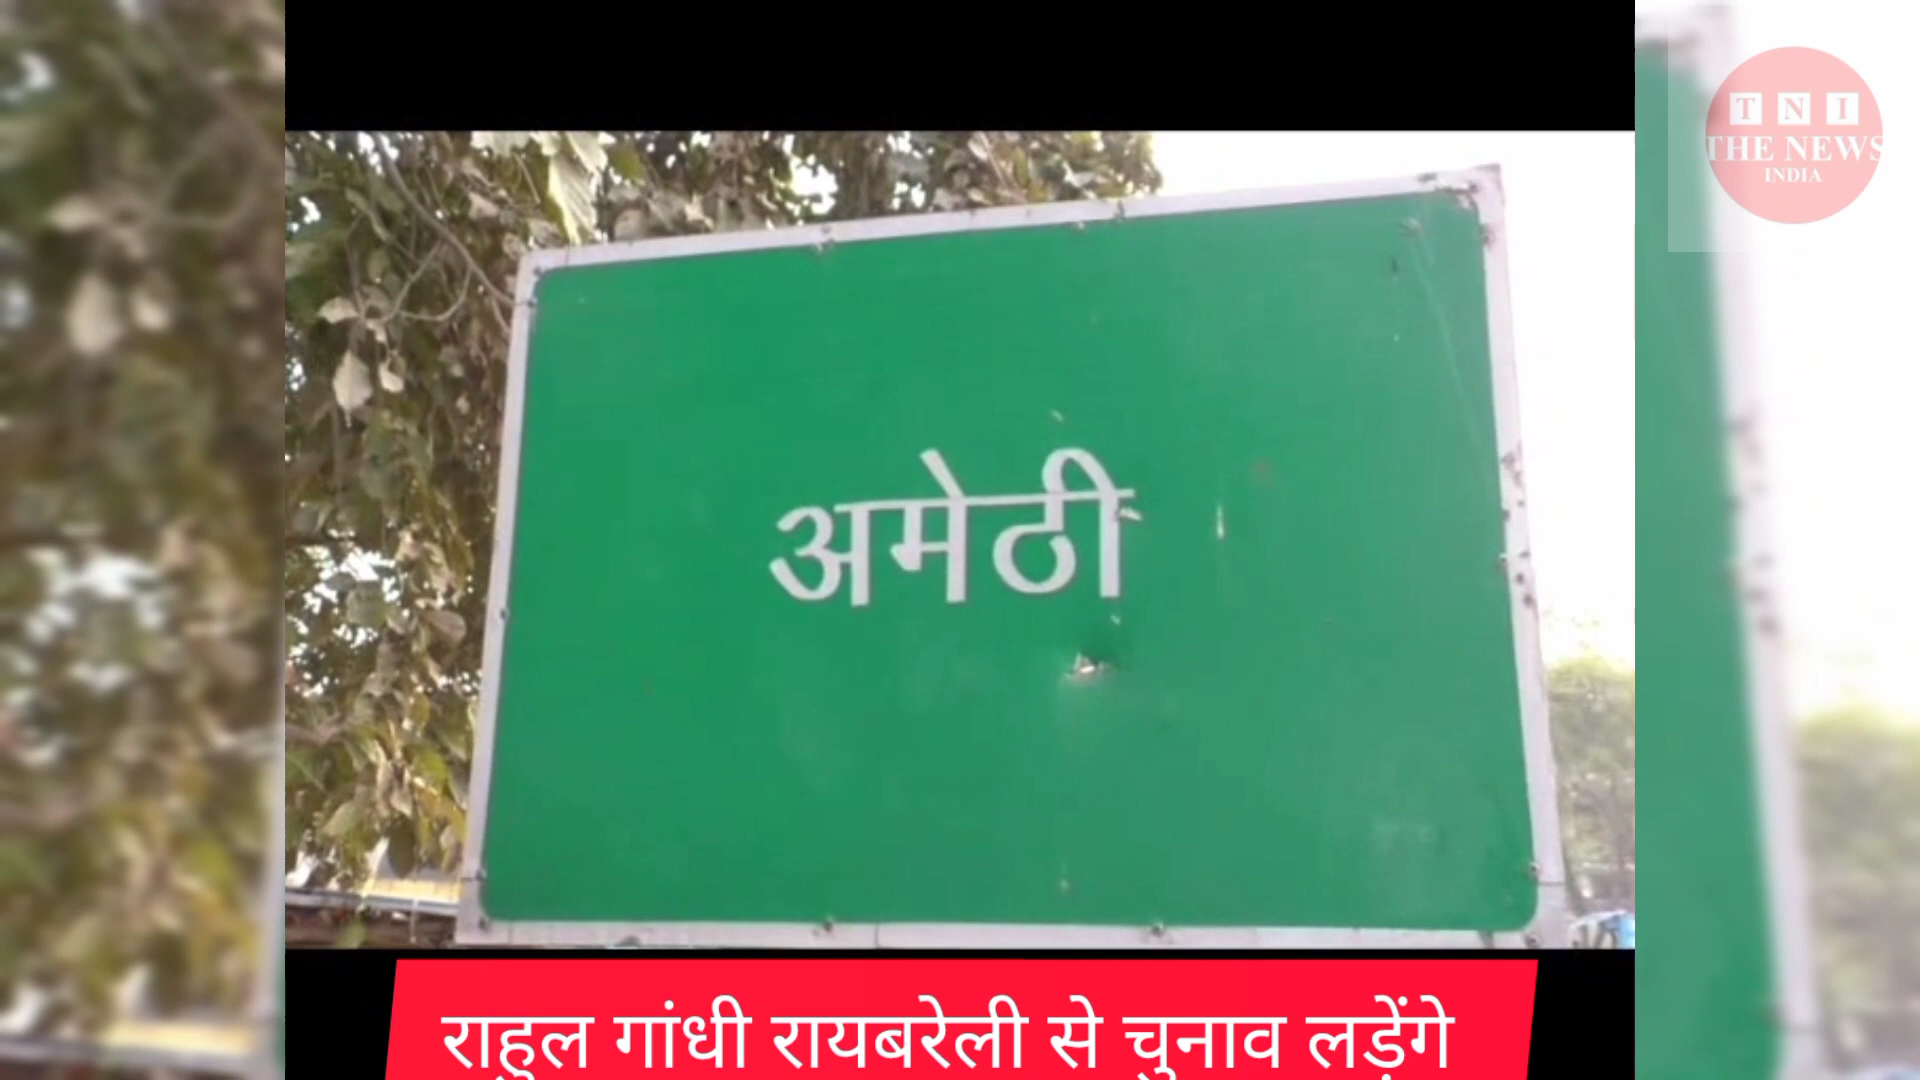 T N I
THE NEWS
INDIA
अमेठी
राहुल गांधी रायबरेली से चुनाव लड़ेंगे